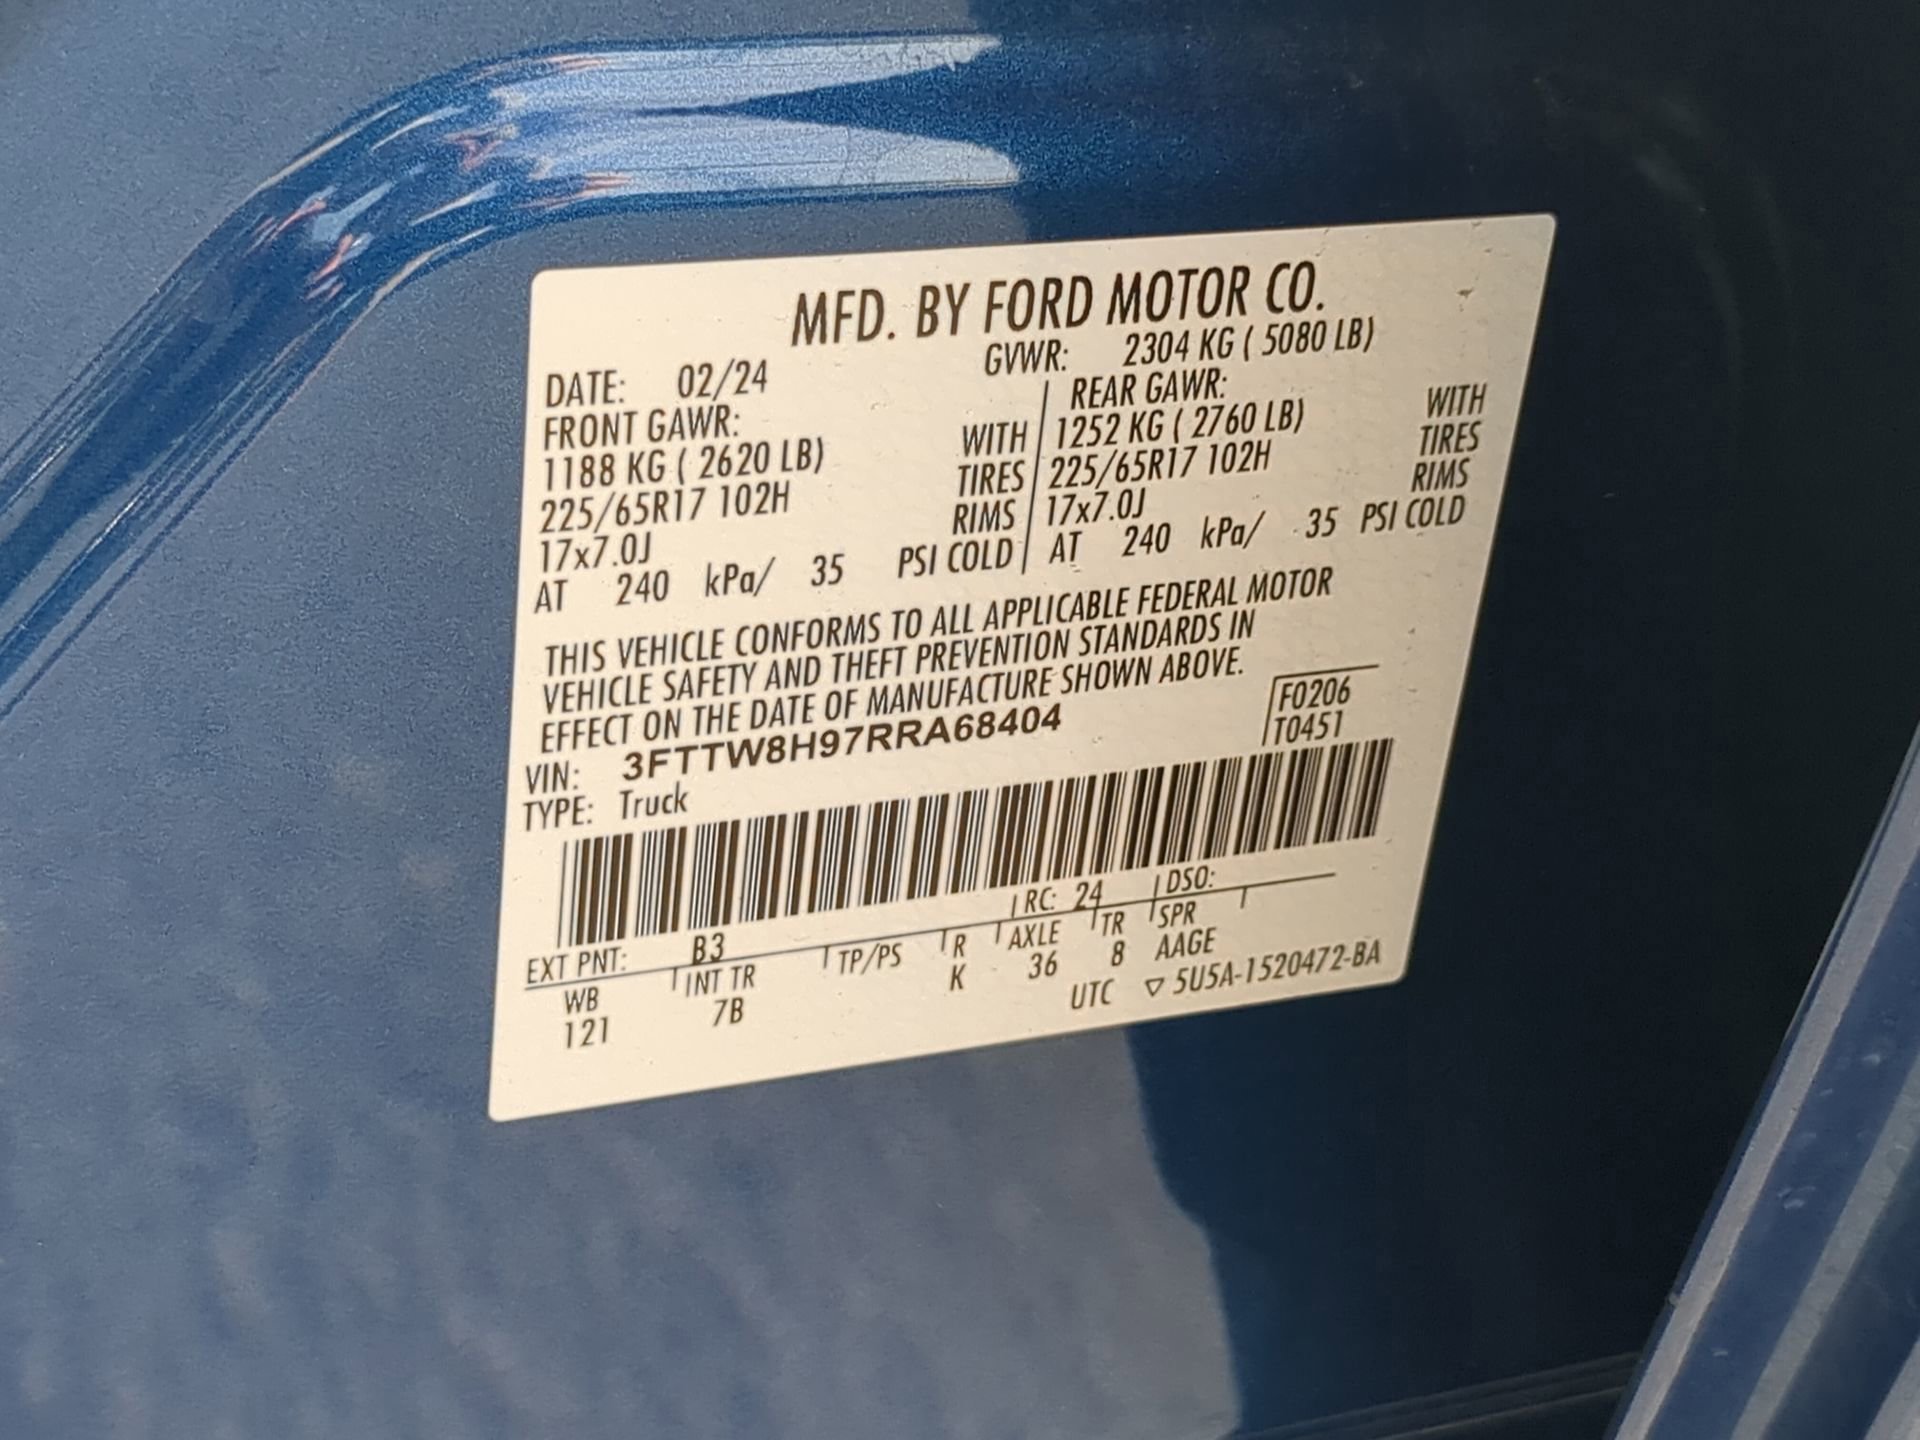 MFD. BY FORD MOTOR CO.
DATE: 02/24 GVWR: 2304 KG ( 5080 LB)
FRONT GAWR: REAR GAWR:
1188 KG ( 2620 LB) WITH 1252 KG ( 2760 LB) WITH
225/65R17 102H TIRES 225/65R17 102H TIRES
17x7.0J RIMS 17x7.0J RIMS
AT 240 kPa/ 35 PSI COLD AT 240 kPa/ 35 PSI COLD
THIS VEHICLE CONFORMS TO ALL APPLICABLE FEDERAL MOTOR
VEHICLE SAFETY AND THEFT PREVENTION STANDARDS IN
EFFECT ON THE DATE OF MANUFACTURE SHOWN ABOVE.
VIN: 3FTTW8H97RRA68404 F0206
TYPE: Truck T0451
EXT PNT: B3 RC: 24 DSO:
WB INT TR TP/PS R AXLE TR SPR
121 7B K 36 8 AAGE
UTC ▽ 5U5A-1520472-BA